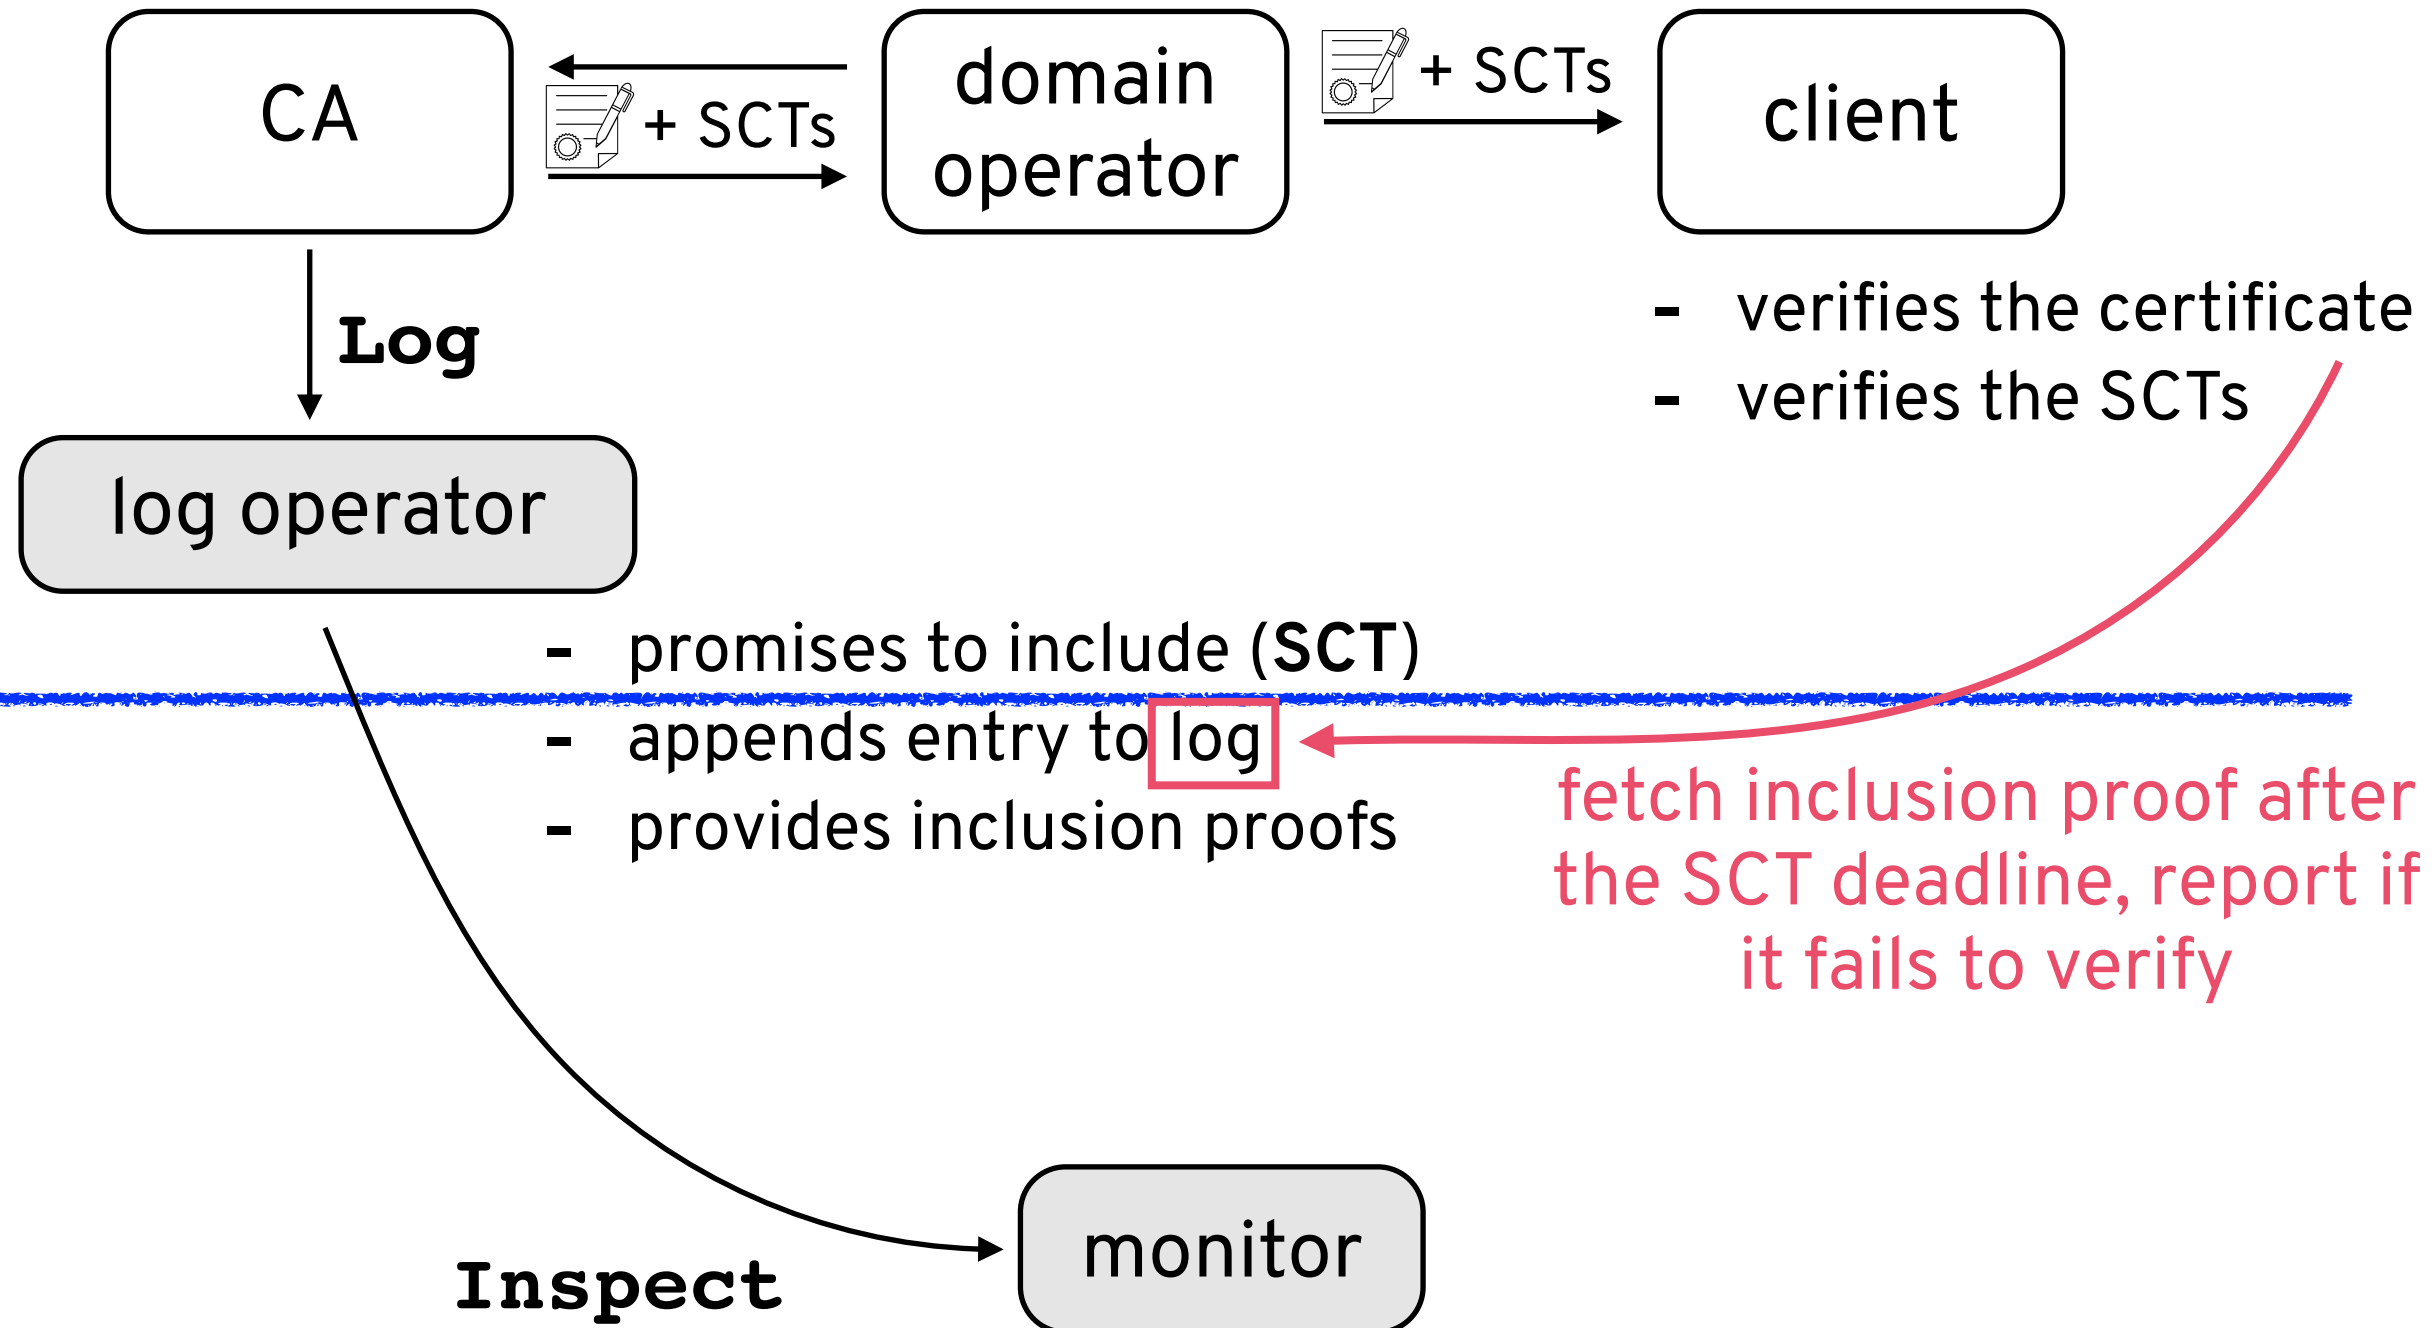 CA
+ SCTs
domain
operator
+ SCTs
client
- verifies the certificate
- verifies the SCTs
Log
log operator
- promises to include (SCT)
- appends entry to log
- provides inclusion proofs
fetch inclusion proof after
the SCT deadline, report if
it fails to verify
monitor
Inspect